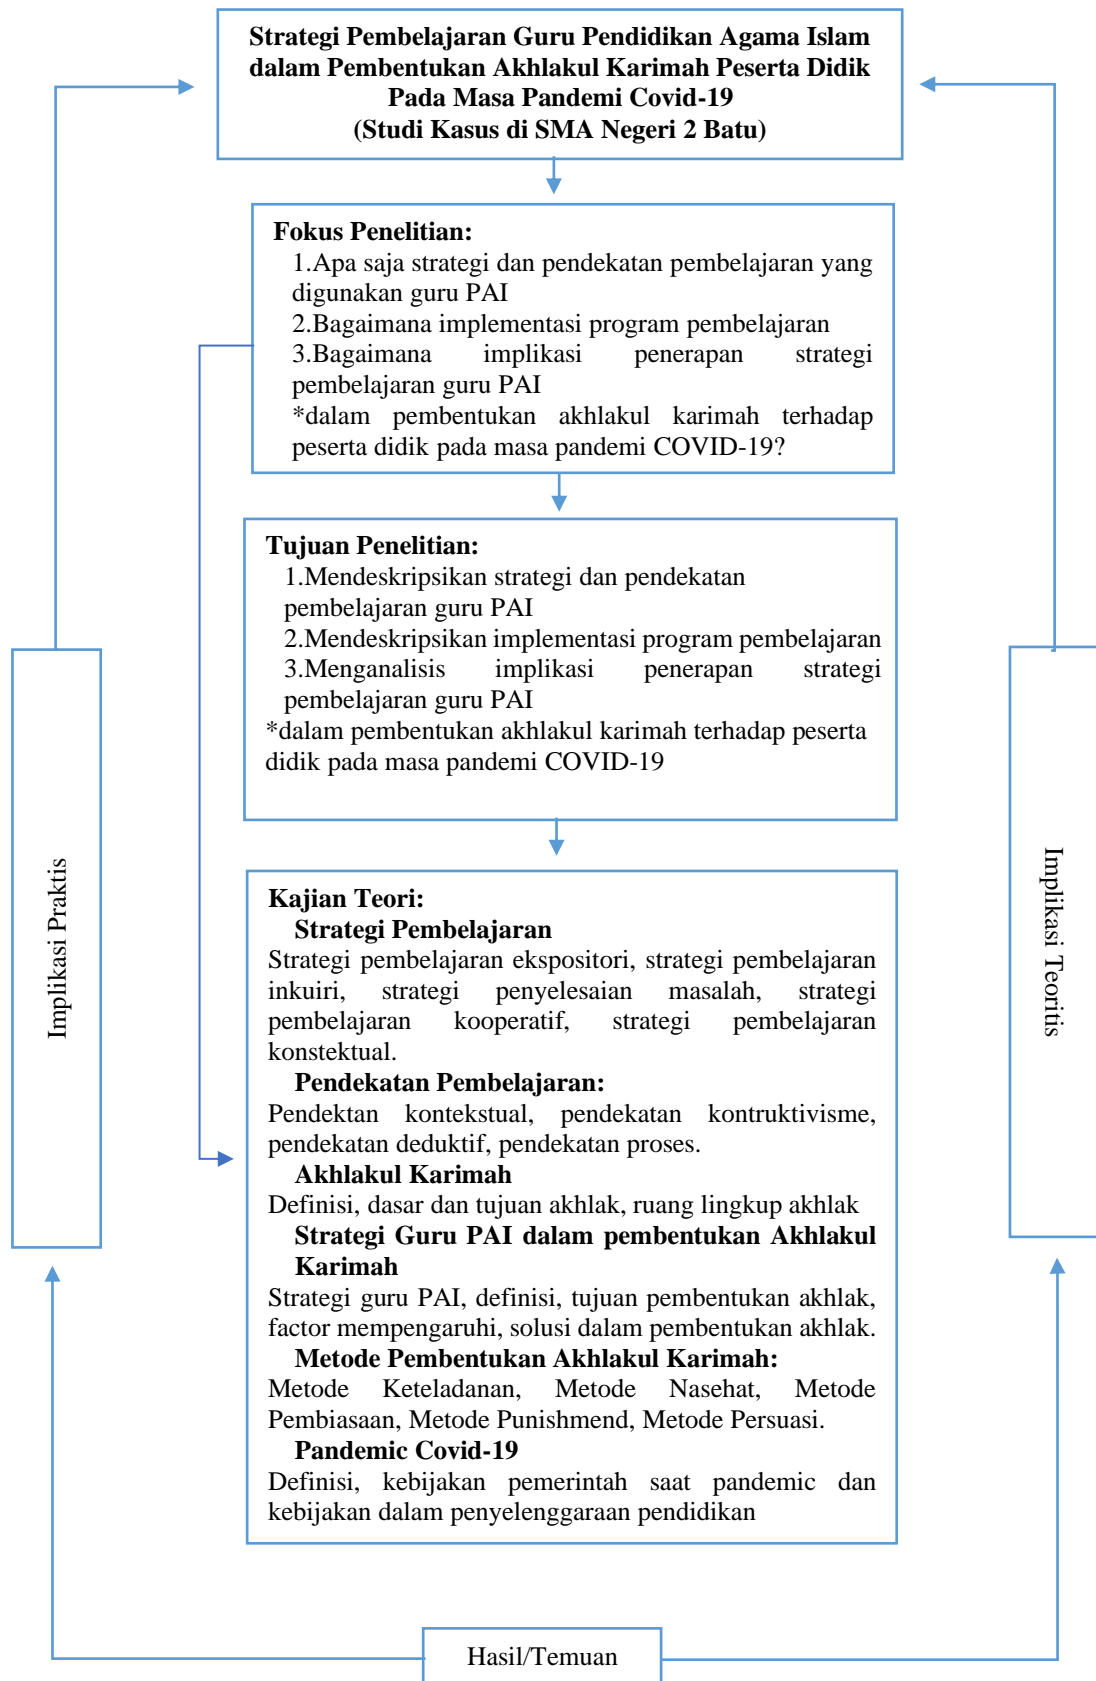 Strategi Pembelajaran Guru Pendidikan Agama Islam
dalam Pembentukan Akhlakul Karimah Peserta Didik
Pada Masa Pandemi Covid-19
(Studi Kasus di SMA Negeri 2 Batu)
Fokus Penelitian:
1.Apa saja strategi dan pendekatan pembelajaran yang
digunakan guru PAI
2.Bagaimana implementasi program pembelajaran
3.Bagaimana implikasi penerapan strategi
pembelajaran guru PAI
*dalam pembentukan akhlakul karimah terhadap
peserta didik pada masa pandemi COVID-19?
Tujuan Penelitian:
1.Mendeskripsikan strategi dan pendekatan
pembelajaran guru PAI
2.Mendeskripsikan implementasi program pembelajaran
3.Menganalisis implikasi penerapan strategi
pembelajaran guru PAI
*dalam pembentukan akhlakul karimah terhadap peserta
didik pada masa pandemi COVID-19
Implikasi Praktis
Implikasi Teoritis
Kajian Teori:
Strategi Pembelajaran
Strategi pembelajaran ekspositori, strategi pembelajaran
inkuiri, strategi penyelesaian masalah, strategi
pembelajaran kooperatif, strategi pembelajaran
konstektual.
Pendekatan Pembelajaran:
Pendektan kontekstual, pendekatan kontruktivisme,
pendekatan deduktif, pendekatan proses.
Akhlakul Karimah
Definisi, dasar dan tujuan akhlak, ruang lingkup akhlak
Strategi Guru PAI dalam pembentukan Akhlakul
Karimah
Strategi guru PAI, definisi, tujuan pembentukan akhlak,
factor mempengaruhi, solusi dalam pembentukan akhlak.
Metode Pembentukan Akhlakul Karimah:
Metode Keteladanan, Metode Nasehat, Metode
Pembiasaan, Metode Punishmend, Metode Persuasi.
Pandemic Covid-19
Definisi, kebijakan pemerintah saat pandemic dan
kebijakan dalam penyelenggaraan pendidikan
Hasil/Temuan